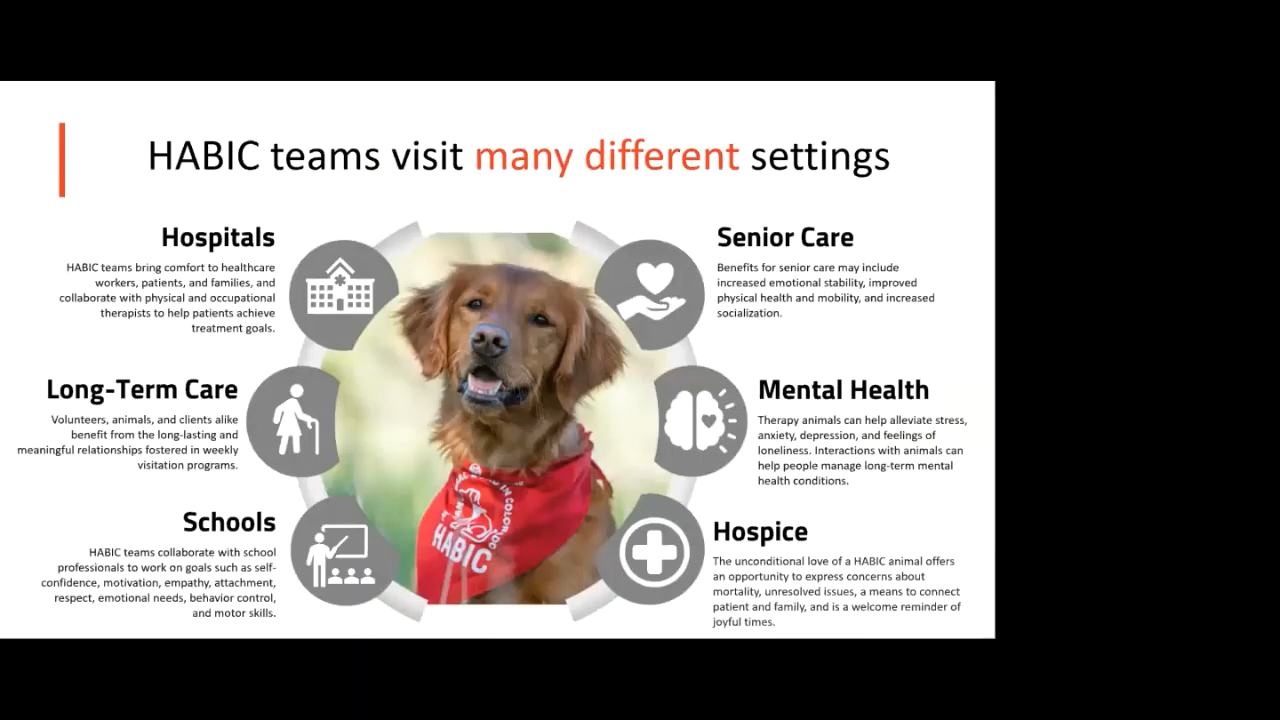 HABIC teams visit many different settings
Hospitals
HABIC teams bring comfort to healthcare
workers, patients, and families, and
collaborate with physical and occupational
therapists to help patients achieve
treatment goals.
Long-Term Care
Volunteers, animals, and clients alike
benefit from the long-lasting and
meaningful relationships fostered in weekly
visitation programs.
Schools
HABIC teams collaborate with school
professionals to work on goals such as self-
confidence, motivation, empathy, attachment,
respect, emotional needs, behavior control,
and motor skills.
Senior Care
Benefits for senior care may include
increased emotional stability, improved
physical health and mobility, and increased
socialization.
Mental Health
Therapy animals can help alleviate stress,
anxiety, depression, and feelings of
loneliness. Interactions with animals can
help people manage long-term mental
health conditions.
Hospice
The unconditional love of a HABIC animal offers
an opportunity to express concerns about
mortality, unresolved issues, a means to connect
patient and family, and is a welcome reminder of
joyful times.
IN COLORADO
HABIC